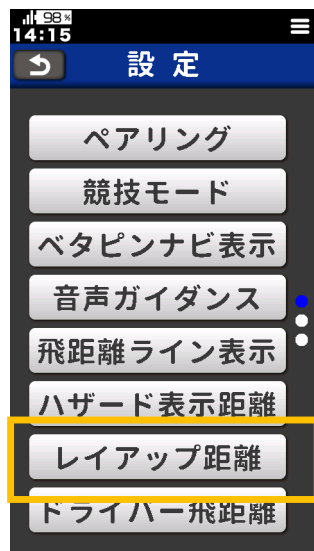 98%
14:15
設定
ペアリング
競技モード
ベタピンナビ表示
音声ガイダンス
飛距離ライン表示
ハザード表示距離
レイアップ距離
ドライバー飛距離